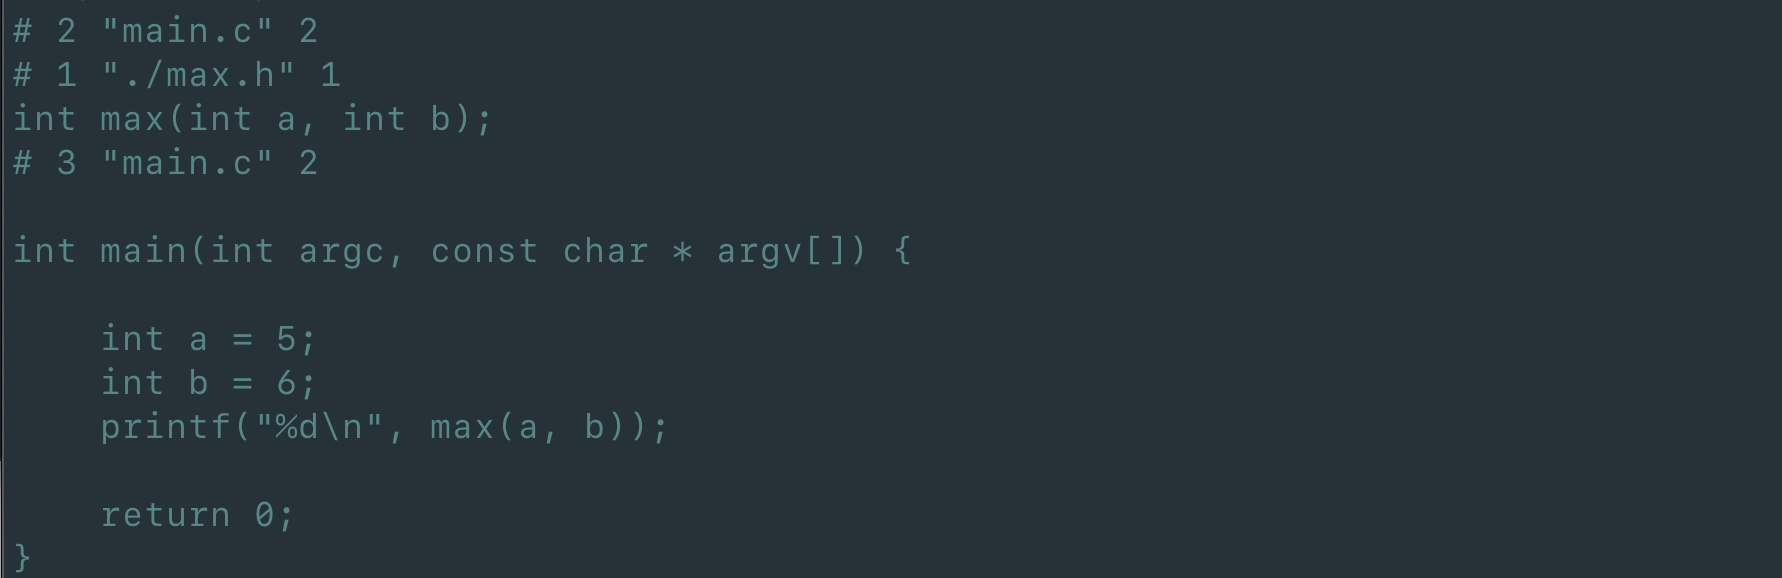 # 2 "main.c" 2
# 1 "./max.h" 1
int max(int a, int b);
# 3 "main.c" 2
int main(int argc, const char * argv[]) {
    int a = 5;
    int b = 6;
    printf("%d\n", max(a, b));
    return 0;
}